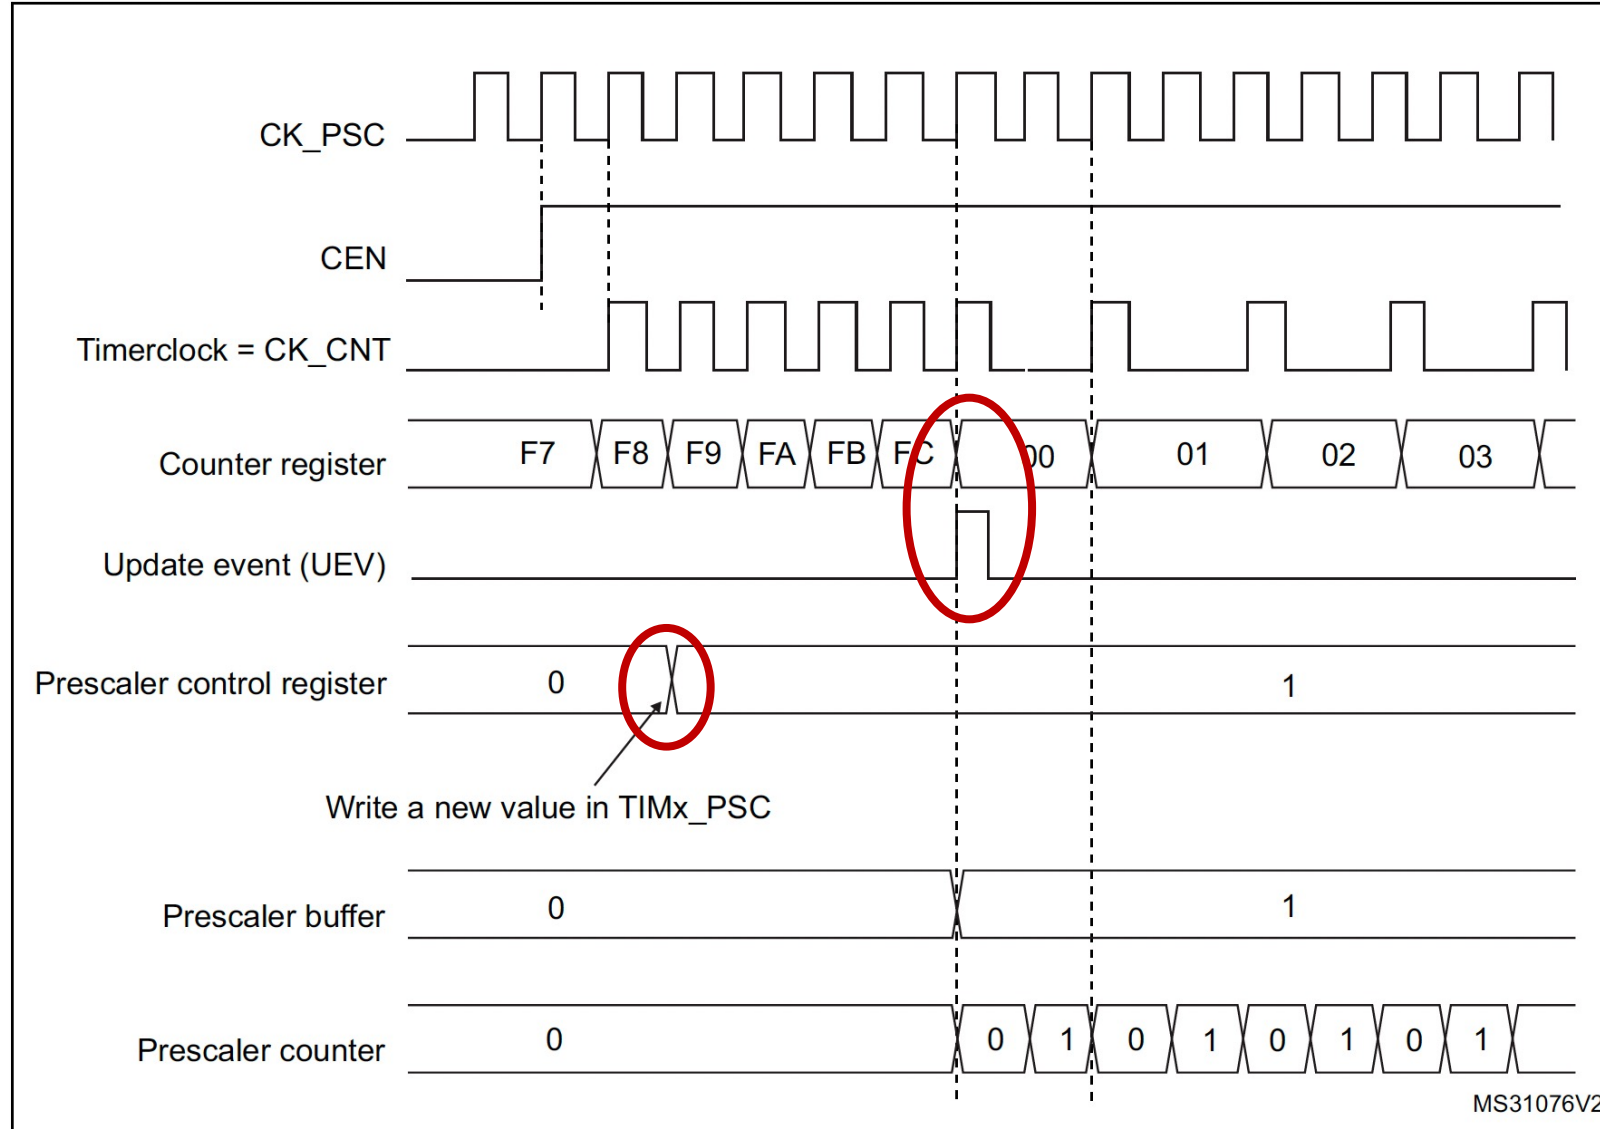 CK_PSC
CEN
Timerclock = CK_CNT
Counter register F7 F8 F9 FA FB FC 00 01 02 03
Update event (UEV)
Prescaler control register 0 1
Write a new value in TIMx_PSC
Prescaler buffer 0 1
Prescaler counter 0 0 1 0 1 0 1 0 1
MS31076V2